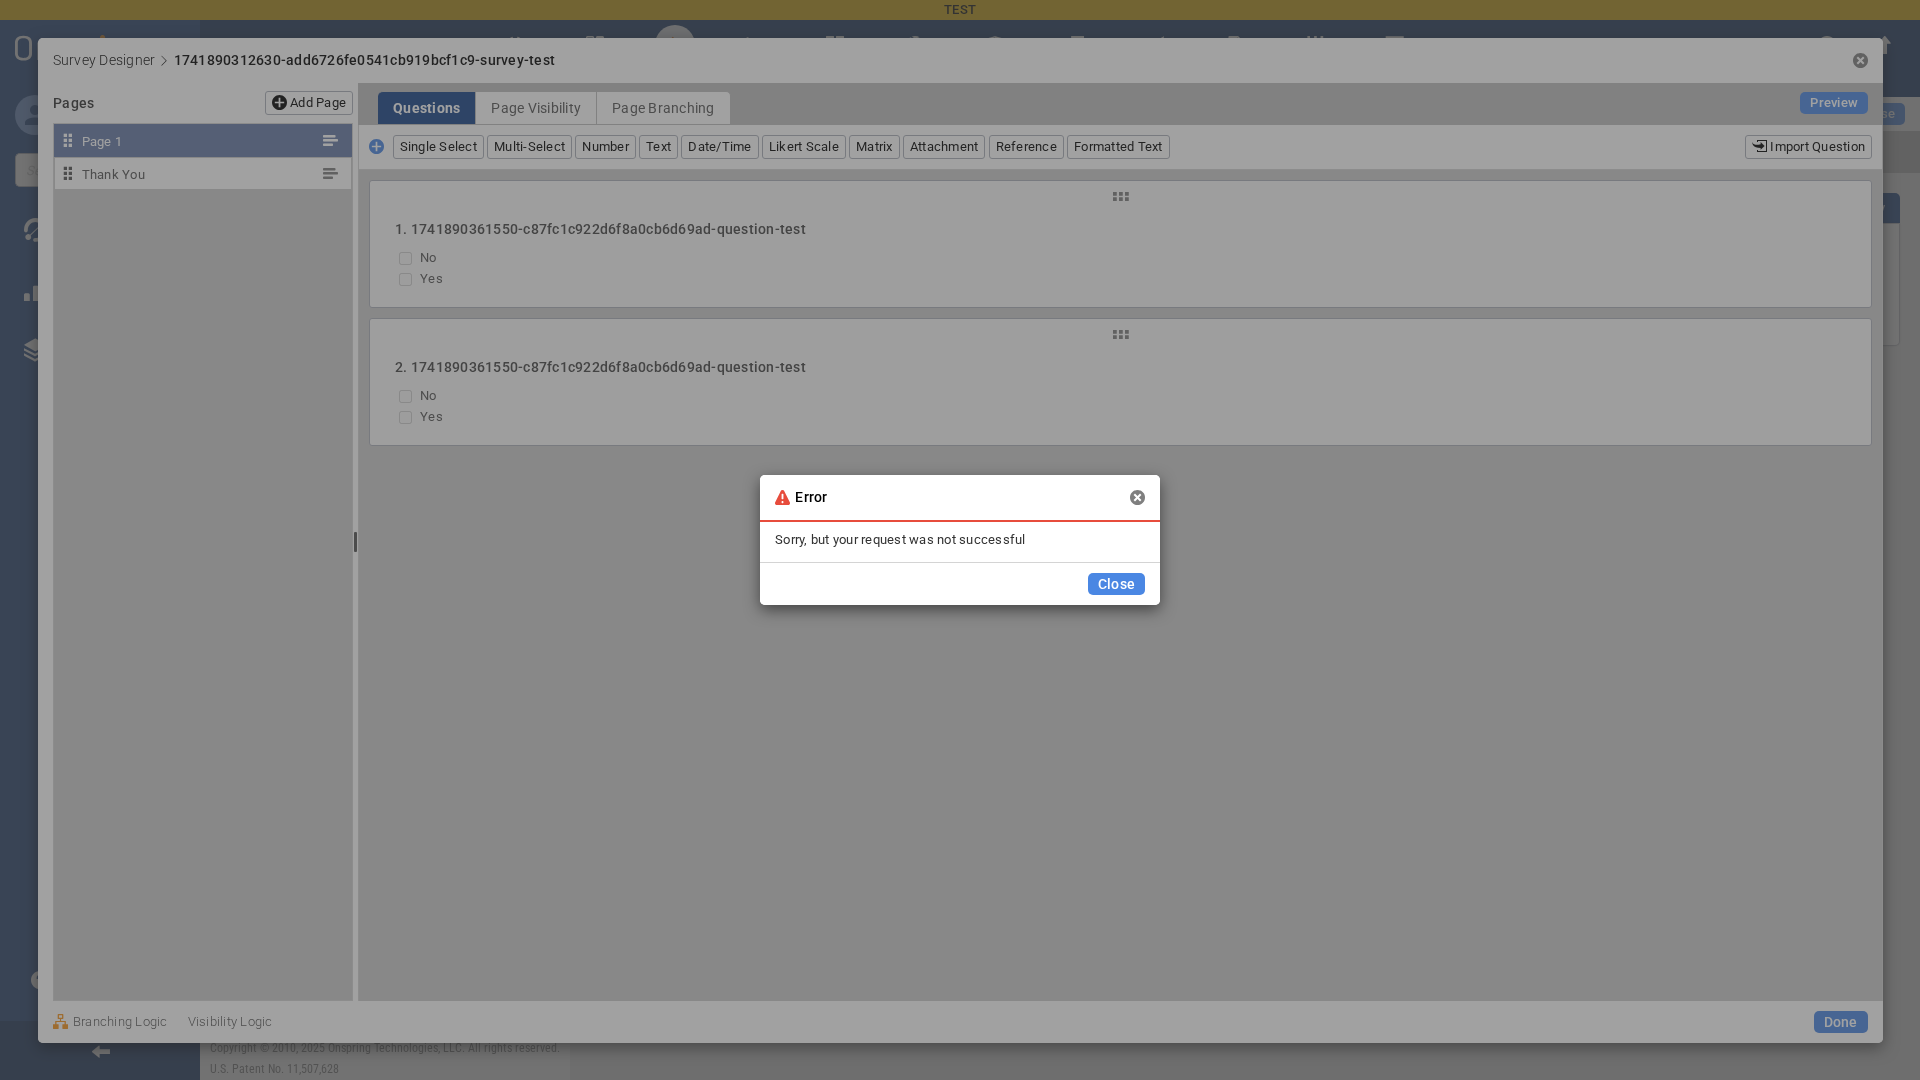 TEST
Survey Designer
1741890312630-add6726fe0541cb919bcf1c9-survey-test
Pages
Add Page
Questions
Page Visibility
Page Branching
Preview
Page 1
Thank You
Single Select
Multi-Select
Number
Text
Date/Time
Likert Scale
Matrix
Attachment
Reference
Formatted Text
Import Question
1. 1741890361550-c87fc1c922d6f8a0cb6d69ad-question-test
No
Yes
2. 1741890361550-c87fc1c922d6f8a0cb6d69ad-question-test
No
Yes
Error
Sorry, but your request was not successful
Close
Branching Logic
Visibility Logic
Done
Copyright © 2010, 2025 Onspring Technologies, LLC. All rights reserved.
U.S. Patent No. 11,507,628